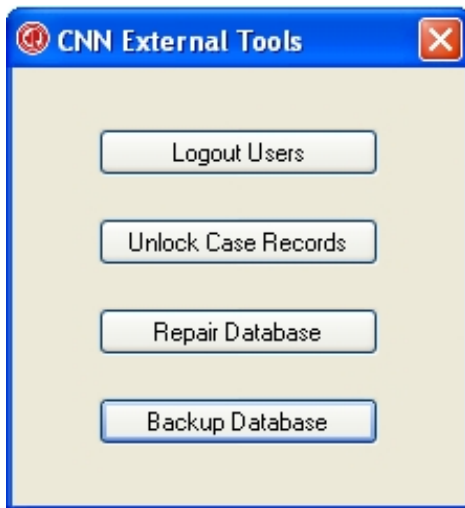 CNN External Tools
Logout Users
Unlock Case Records
Repair Database
Backup Database